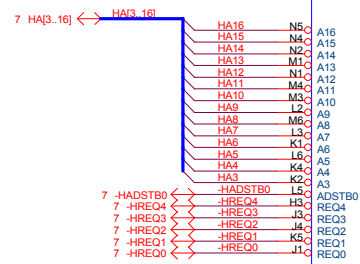 7 HA[3..16] HA[3..16]
HA16 N5 A16
HA15 N4 A15
HA14 N2 A14
HA13 M1 A13
HA12 N1 A12
HA11 M4 A11
HA10 M3 A10
HA9 L2 A9
HA8 M6 A8
HA7 L3 A7
HA6 K1 A6
HA5 L6 A5
HA4 K4 A4
HA3 K2 A3
7 -HADSTB0 -HADSTB0 L5 ADSTB0
7 -HREQ4 -HREQ4 H3 REQ4
7 -HREQ3 -HREQ3 J3 REQ3
7 -HREQ2 -HREQ2 J4 REQ2
7 -HREQ1 -HREQ1 K5 REQ1
7 -HREQ0 -HREQ0 J1 REQ0